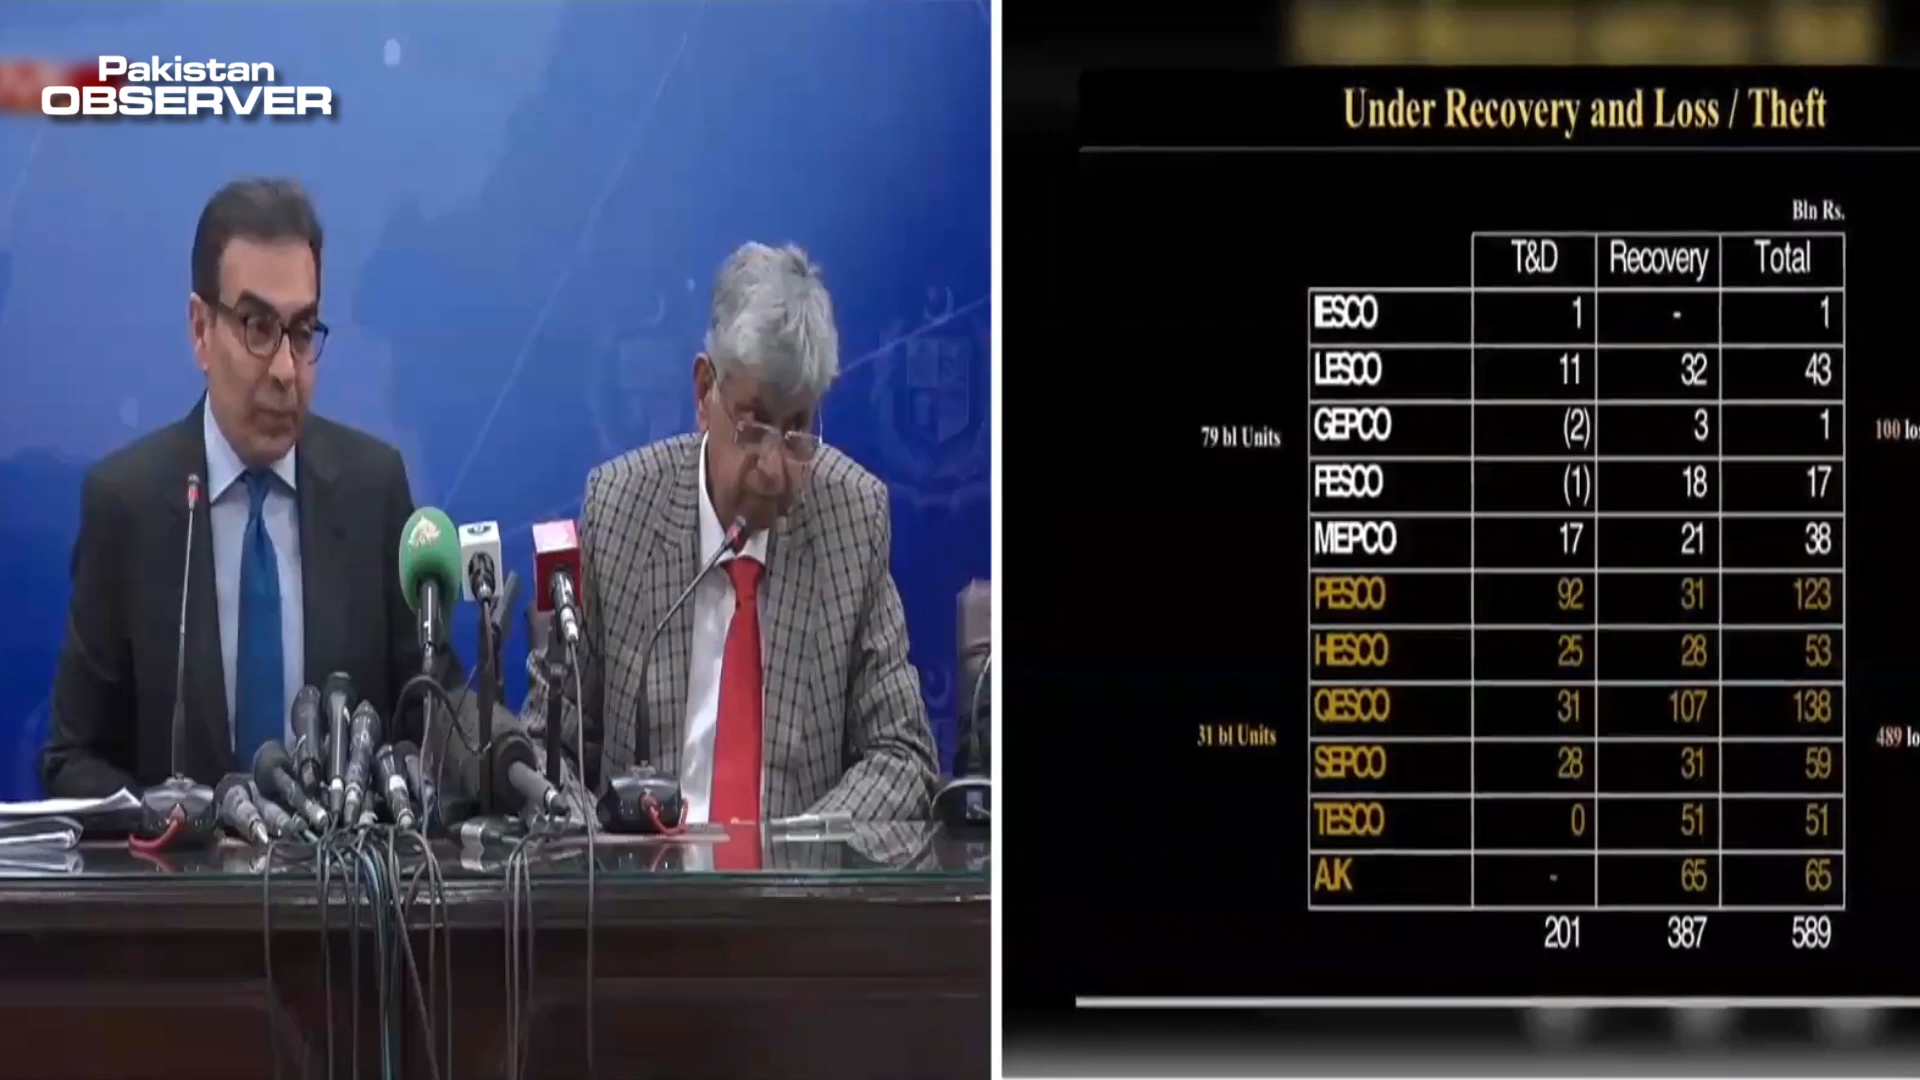 Pakistan
OBSERVER
Under Recovery and Loss / Theft
Bln Rs.
T&D Recovery Total
IESCO 1 - 1
LESCO 11 32 43
GEPCO (2) 3 1
79 bl Units
100
FESCO (1) 18 17
MEPCO 17 21 38
PESCO 92 31 123
HESCO 25 28 53
QESCO 31 107 138
31 bl Units
489
SEPCO 28 31 59
TESCO 0 51 51
AJK - 65 65
201 387 589